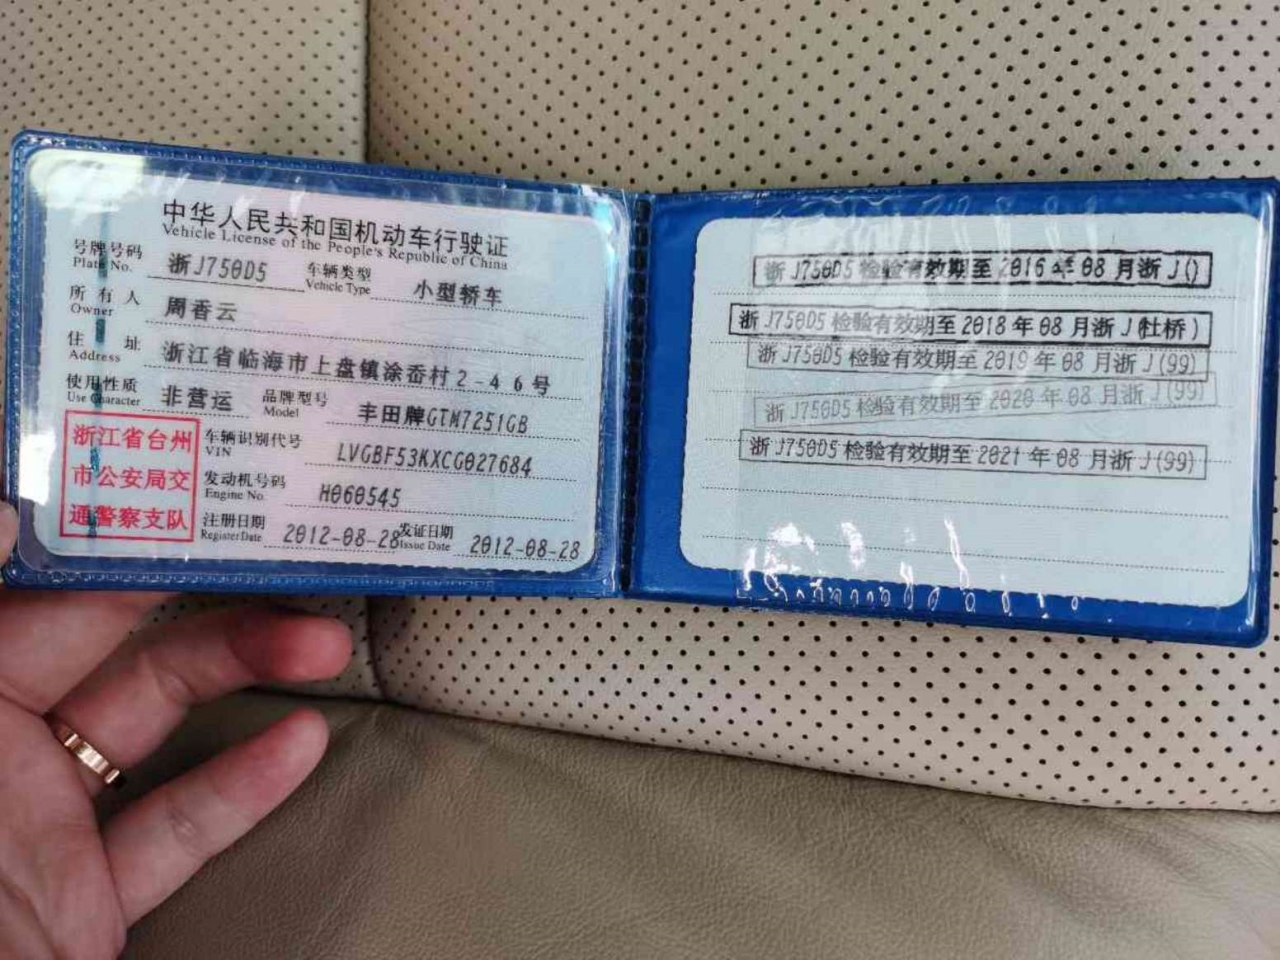 中华人民共和国机动车行驶证
Vehicle License of the People's Republic of China
号牌号码 浙J750D5 车辆类型 小型轿车
Plate No. Vehicle Type
所有人 周香云
Owner
住址 浙江省临海市上盘镇涂岙村2-46号
Address
使用性质 非营运 品牌型号 丰田牌GTM7251GB
Use Character Model
浙江省台州
市公安局交
通警察支队
车辆识别代号 LVGBF53KXCG027684
VIN
发动机号码 H060545
Engine No.
注册日期 2012-08-28 发证日期 2012-08-28
Register Date Issue Date
浙J750D5检验有效期至2016年08月浙J()
浙J750D5检验有效期至2018年08月浙J(杜桥)
浙J750D5检验有效期至2019年08月浙J(99)
浙J750D5检验有效期至2020年08月浙J(99)
浙J750D5检验有效期至2021年08月浙J(99)